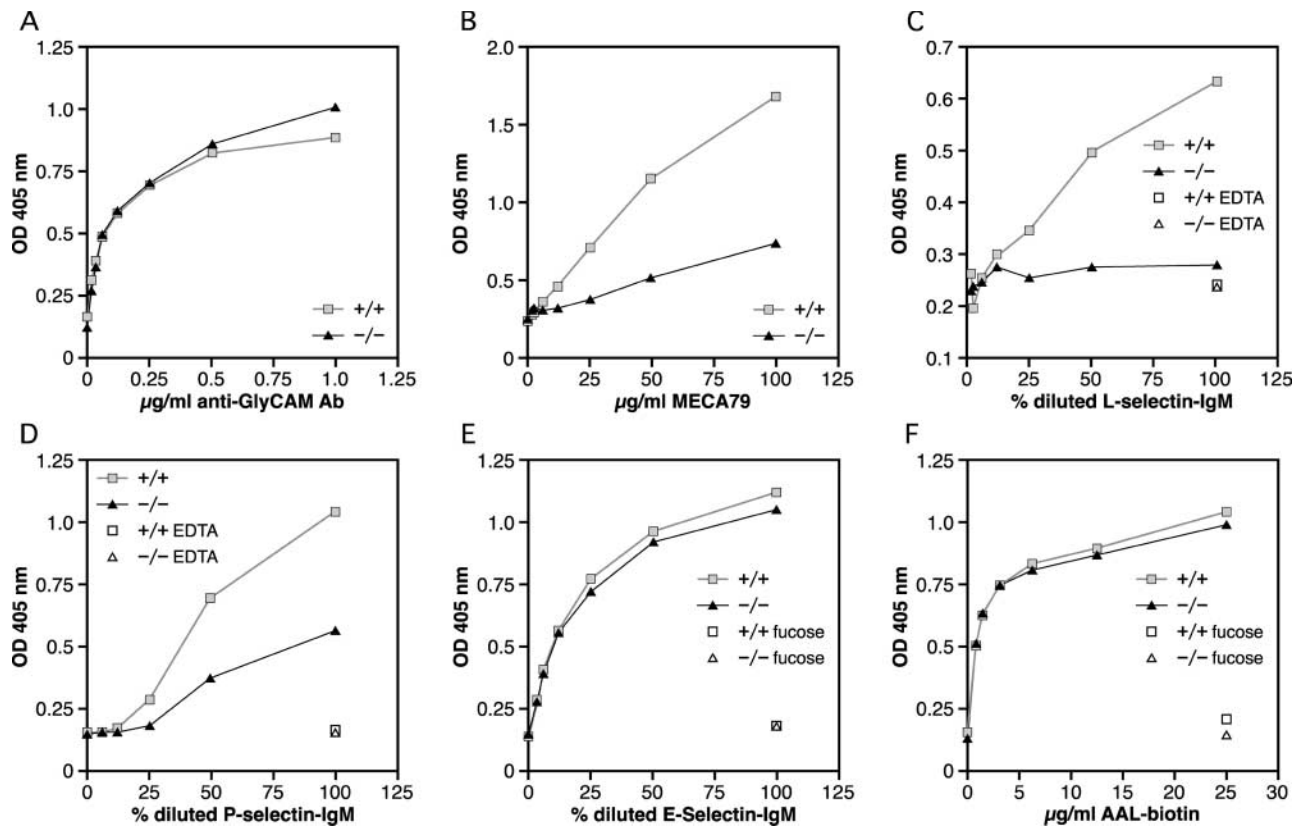 A
OD 405 nm
1.25
1.0
0.75
0.5
0.25
0
+/+
−/−
0 0.25 0.5 0.75 1.0 1.25
µg/ml anti-GlyCAM Ab
B
OD 405 nm
2.0
1.5
1.0
0.5
0
+/+
−/−
0 25 50 75 100 125
µg/ml MECA79
C
OD 405 nm
0.7
0.6
0.5
0.4
0.3
0.2
0.1
+/+
−/−
+/+ EDTA
−/− EDTA
0 25 50 75 100 125
% diluted L-selectin-IgM
D
OD 405 nm
1.25
1.0
0.75
0.5
0.25
0
+/+
−/−
+/+ EDTA
−/− EDTA
0 25 50 75 100 125
% diluted P-selectin-IgM
E
OD 405 nm
1.25
1.0
0.75
0.5
0.25
0
+/+
−/−
+/+ fucose
−/− fucose
0 25 50 75 100 125
% diluted E-Selectin-IgM
F
OD 405 nm
1.25
1.0
0.75
0.5
0.25
0
+/+
−/−
+/+ fucose
−/− fucose
0 5 10 15 20 25 30
µg/ml AAL-biotin